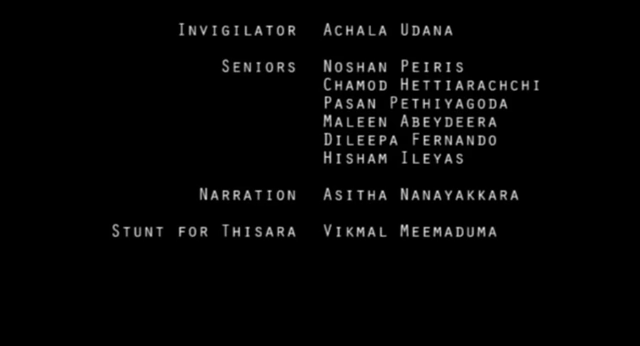 INVIGILATOR ACHALA UDANA
SENIORS NOSHAN PEIRIS
CHAMOD HETTIARACHCHI
PASAN PETHIYAGODA
MALEEN ABEYDEERA
DILEEPA FERNANDO
HISHAM ILEYAS
NARRATION ASITHA NANAYAKKARA
STUNT FOR THISARA VIKMAL MEEMADUMA